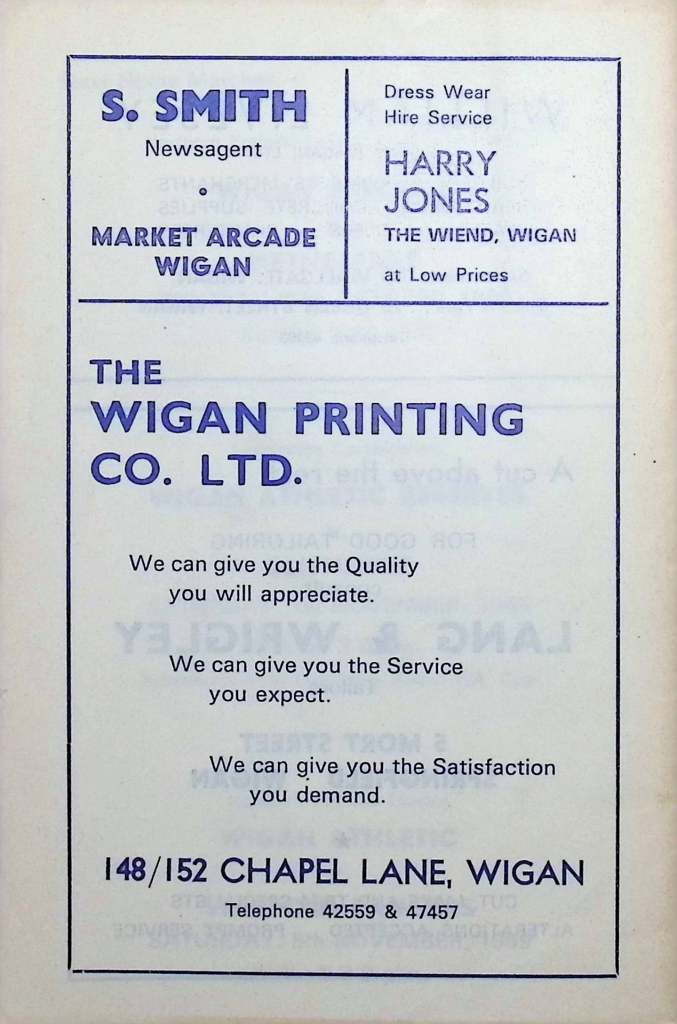 S. SMITH
Newsagent
MARKET ARCADE
WIGAN
Dress Wear
Hire Service
HARRY
JONES
THE WIEND, WIGAN
at Low Prices
THE
WIGAN PRINTING
CO. LTD.
We can give you the Quality
you will appreciate.
We can give you the Service
you expect.
We can give you the Satisfaction
you demand.
148/152 CHAPEL LANE, WIGAN
Telephone 42559 & 47457